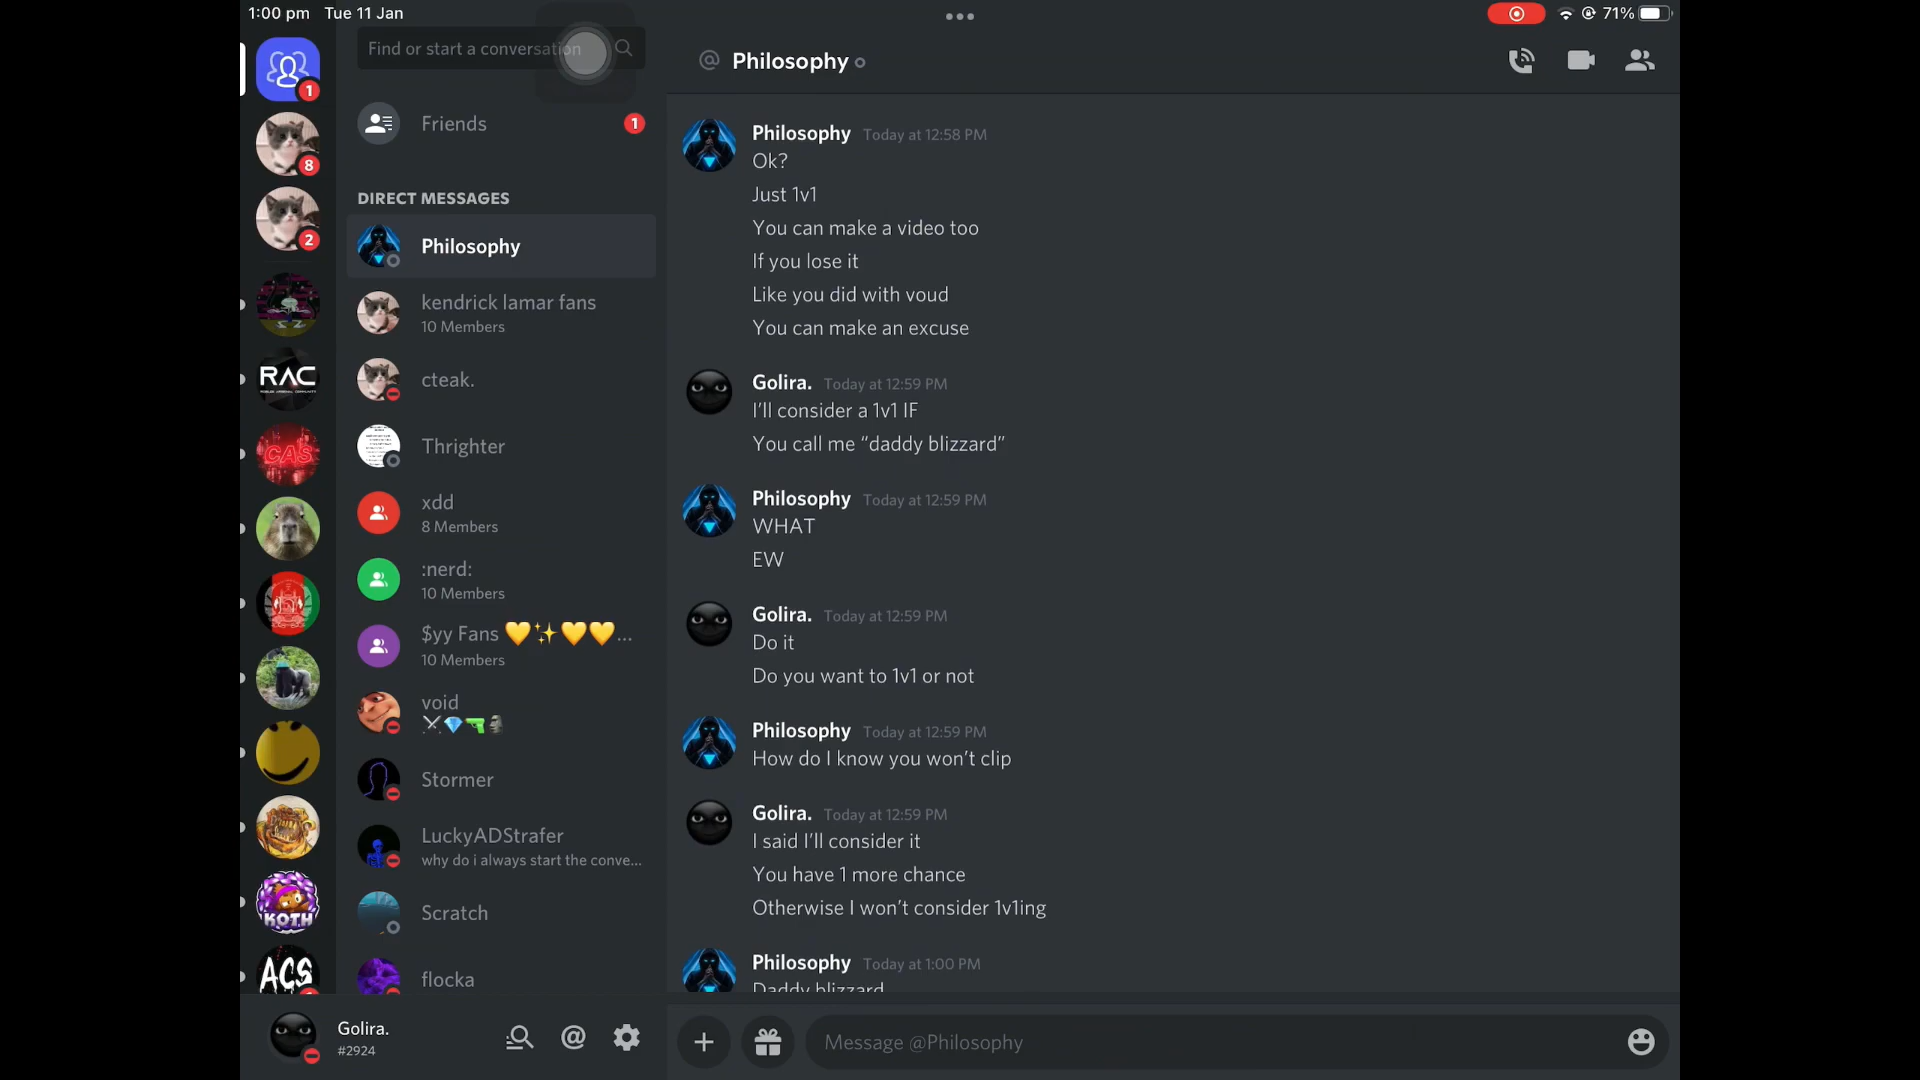 1:00 pm Tue 11 Jan
71%
Find or start a conversation
Philosophy
1
Friends
1
8
DIRECT MESSAGES
2
Philosophy
kendrick lamar fans
10 Members
RAC
cteak.
Thrighter
CAS
xdd
8 Members
:nerd:
10 Members
$yy Fans 💛✨💛💛...
10 Members
void
⚔💎🔫🗿
Stormer
LuckyADStrafer
why do i always start the conve...
KOTH
Scratch
ACS
flocka
Golira.
#2924
Philosophy Today at 12:58 PM
Ok?
Just 1v1
You can make a video too
If you lose it
Like you did with voud
You can make an excuse
Golira. Today at 12:59 PM
I’ll consider a 1v1 IF
You call me “daddy blizzard”
Philosophy Today at 12:59 PM
WHAT
EW
Golira. Today at 12:59 PM
Do it
Do you want to 1v1 or not
Philosophy Today at 12:59 PM
How do I know you won’t clip
Golira. Today at 12:59 PM
I said I’ll consider it
You have 1 more chance
Otherwise I won’t consider 1v1ing
Philosophy Today at 1:00 PM
Daddy blizzard
Message @Philosophy